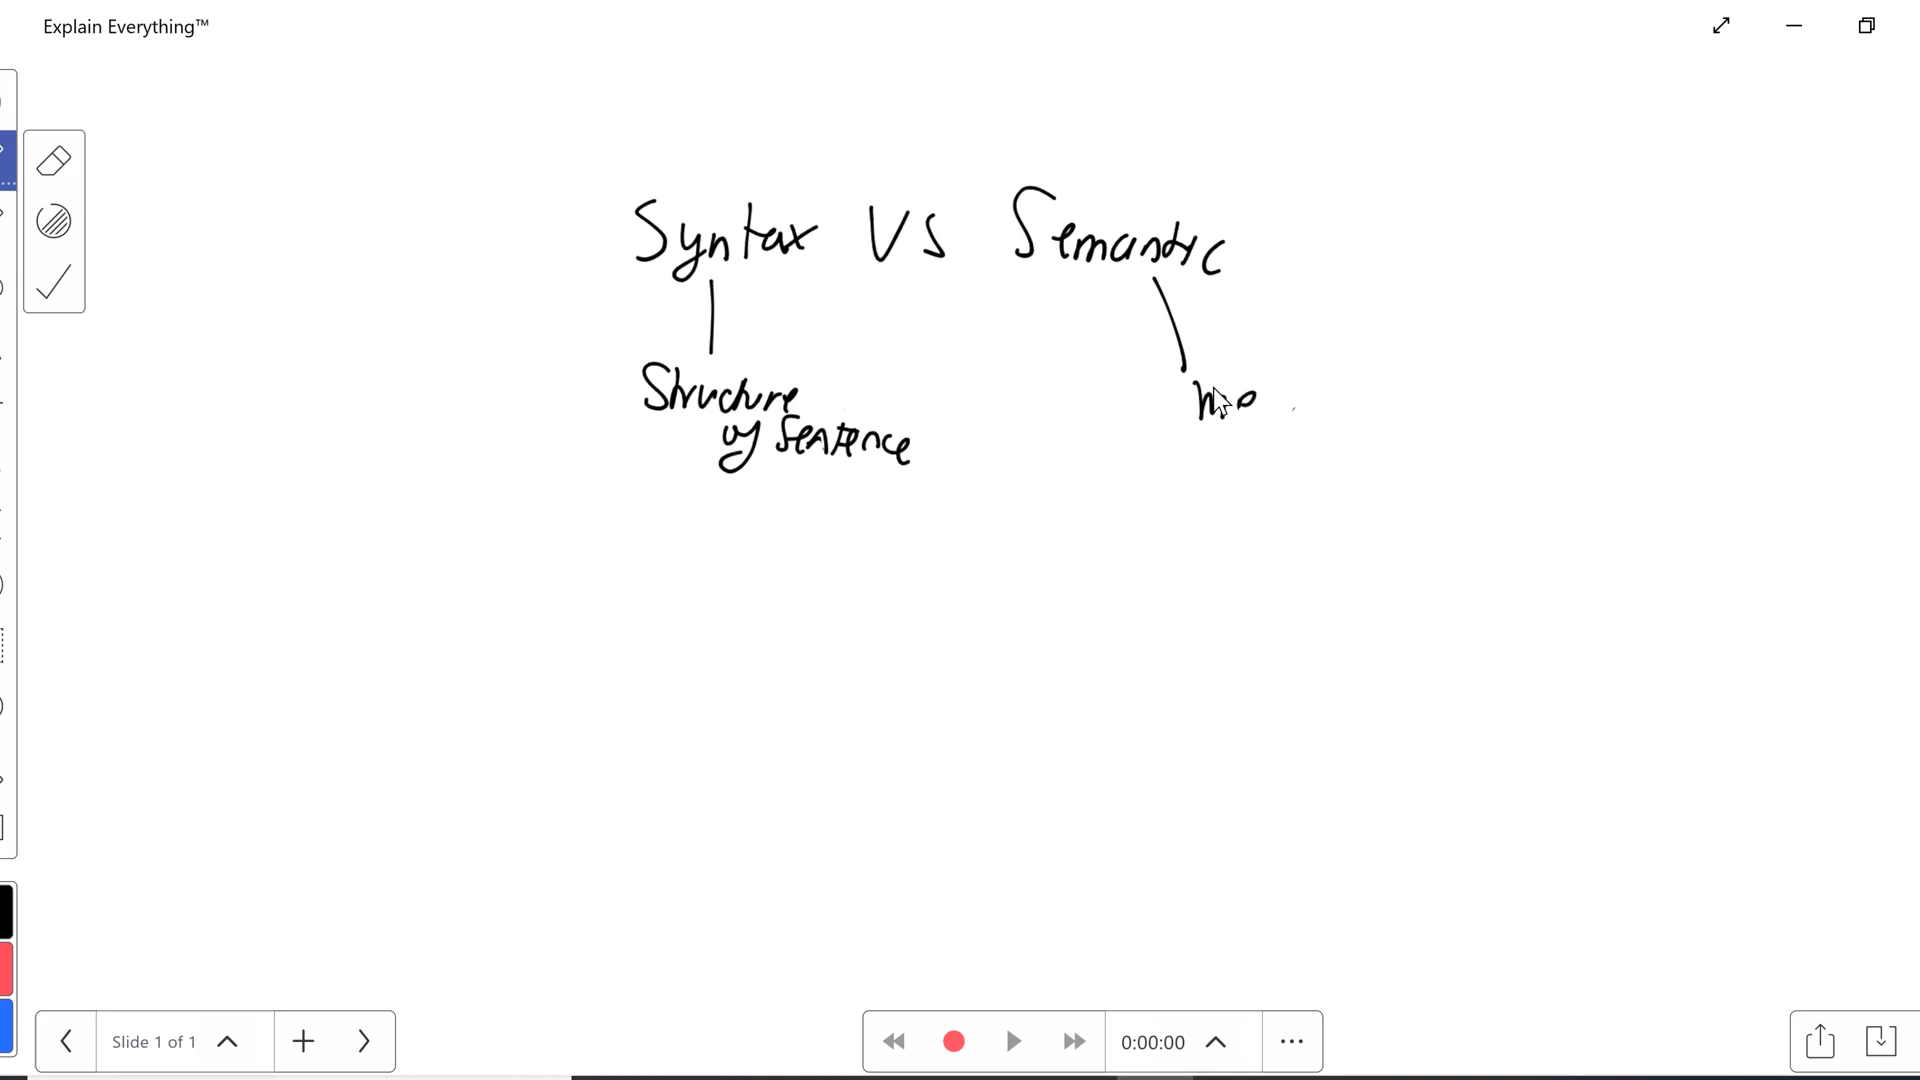 Explain Everything™
Syntax VS Semantic
Structure
of Sentence
Slide 1 of 1
0:00:00